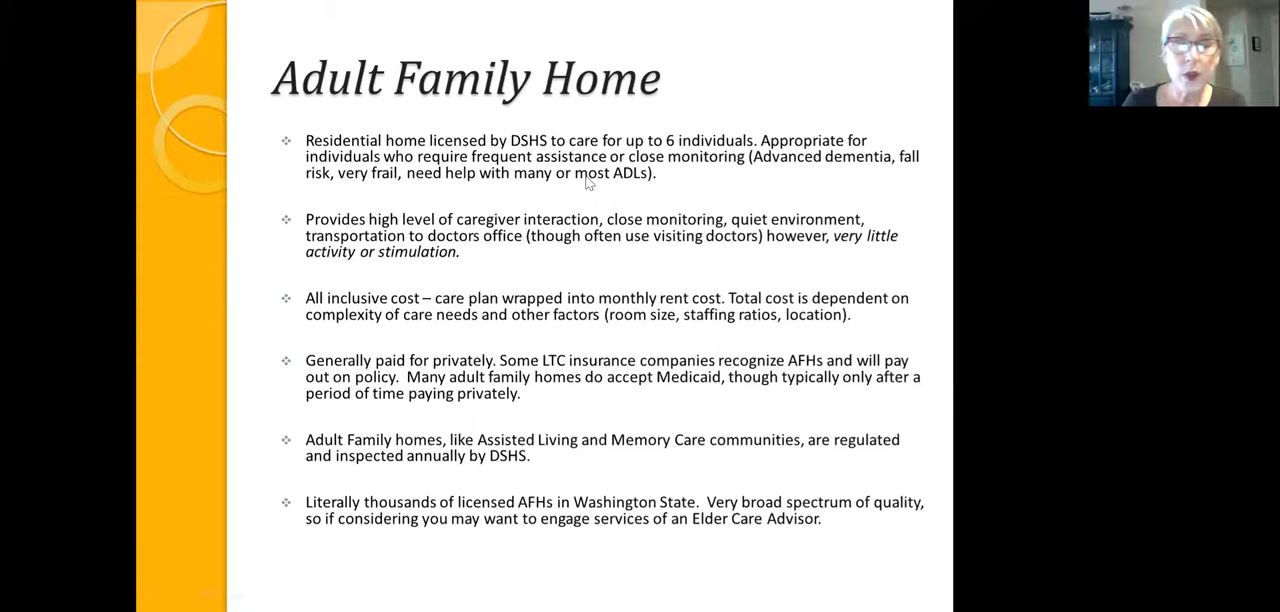 Adult Family Home
❖ Residential home licensed by DSHS to care for up to 6 individuals. Appropriate for
individuals who require frequent assistance or close monitoring (Advanced dementia, fall
risk, very frail, need help with many or most ADLs).
❖ Provides high level of caregiver interaction, close monitoring, quiet environment,
transportation to doctors office (though often use visiting doctors) however, very little
activity or stimulation.
❖ All inclusive cost – care plan wrapped into monthly rent cost. Total cost is dependent on
complexity of care needs and other factors (room size, staffing ratios, location).
❖ Generally paid for privately. Some LTC insurance companies recognize AFHs and will pay
out on policy.  Many adult family homes do accept Medicaid, though typically only after a
period of time paying privately.
❖ Adult Family homes, like Assisted Living and Memory Care communities, are regulated
and inspected annually by DSHS.
❖ Literally thousands of licensed AFHs in Washington State.  Very broad spectrum of quality,
so if considering you may want to engage services of an Elder Care Advisor.